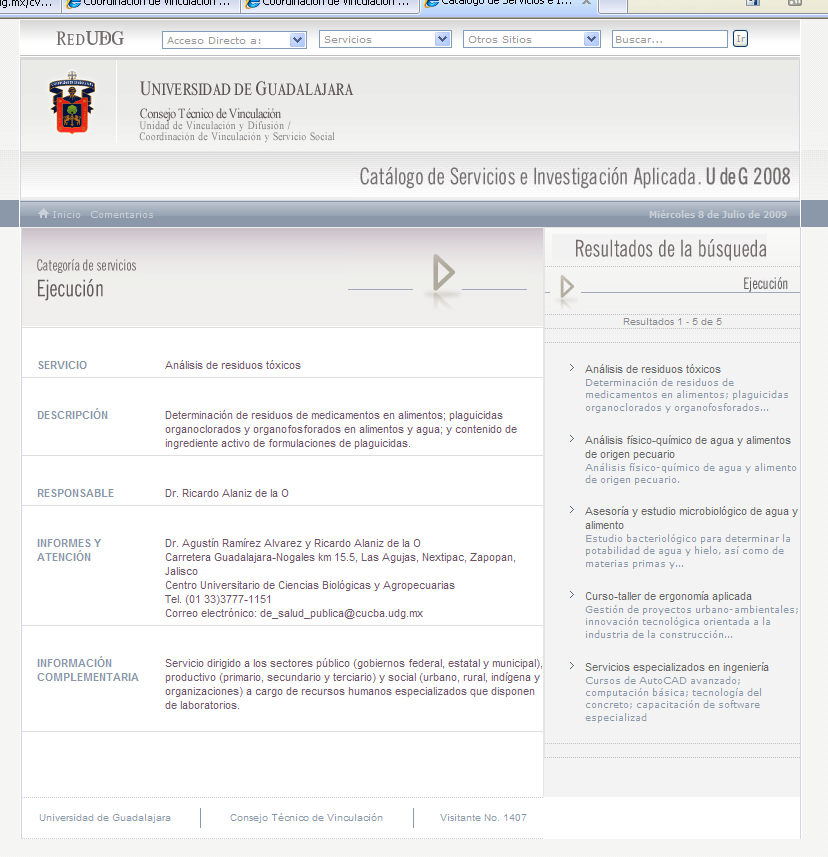 dg.mx/cv...
Coordinación de Vinculación ...
Coordinación de Vinculación ...
Catálogo de Servicios e I...
RED UDG
Acceso Directo a:
Servicios
Otros Sitios
Buscar...
Ir
UNIVERSIDAD DE GUADALAJARA
Consejo Técnico de Vinculación
Unidad de Vinculación y Difusión /
Coordinación de Vinculación y Servicio Social
Catálogo de Servicios e Investigación Aplicada. U de G 2008
Inicio Comentarios
Miércoles 8 de Julio de 2009
Categoría de servicios
Ejecución
SERVICIO
Análisis de residuos tóxicos
DESCRIPCIÓN
Determinación de residuos de medicamentos en alimentos; plaguicidas
organoclorados y organofosforados en alimentos y agua; y contenido de
ingrediente activo de formulaciones de plaguicidas.
RESPONSABLE
Dr. Ricardo Alaniz de la O
INFORMES Y
ATENCIÓN
Dr. Agustín Ramírez Alvarez y Ricardo Alaniz de la O
Carretera Guadalajara-Nogales km 15.5, Las Agujas, Nextipac, Zapopan,
Jalisco
Centro Universitario de Ciencias Biológicas y Agropecuarias
Tel. (01 33)3777-1151
Correo electrónico: de_salud_publica@cucba.udg.mx
INFORMACIÓN
COMPLEMENTARIA
Servicio dirigido a los sectores público (gobiernos federal, estatal y municipal),
productivo (primario, secundario y terciario) y social (urbano, rural, indígena y
organizaciones) a cargo de recursos humanos especializados que disponen
de laboratorios.
Resultados de la búsqueda
Ejecución
Resultados 1 - 5 de 5
Análisis de residuos tóxicos
Determinación de residuos de
medicamentos en alimentos; plaguicidas
organoclorados y organofosforados...
Análisis físico-químico de agua y alimentos
de origen pecuario
Análisis físico-químico de agua y alimento
de origen pecuario.
Asesoría y estudio microbiológico de agua y
alimento
Estudio bacteriológico para determinar la
potabilidad de agua y hielo, así como de
materias primas y...
Curso-taller de ergonomía aplicada
Gestión de proyectos urbano-ambientales;
innovación tecnológica orientada a la
industria de la construcción...
Servicios especializados en ingeniería
Cursos de AutoCAD avanzado;
computación básica; tecnología del
concreto; capacitación de software
especializad
Universidad de Guadalajara
Consejo Técnico de Vinculación
Visitante No. 1407